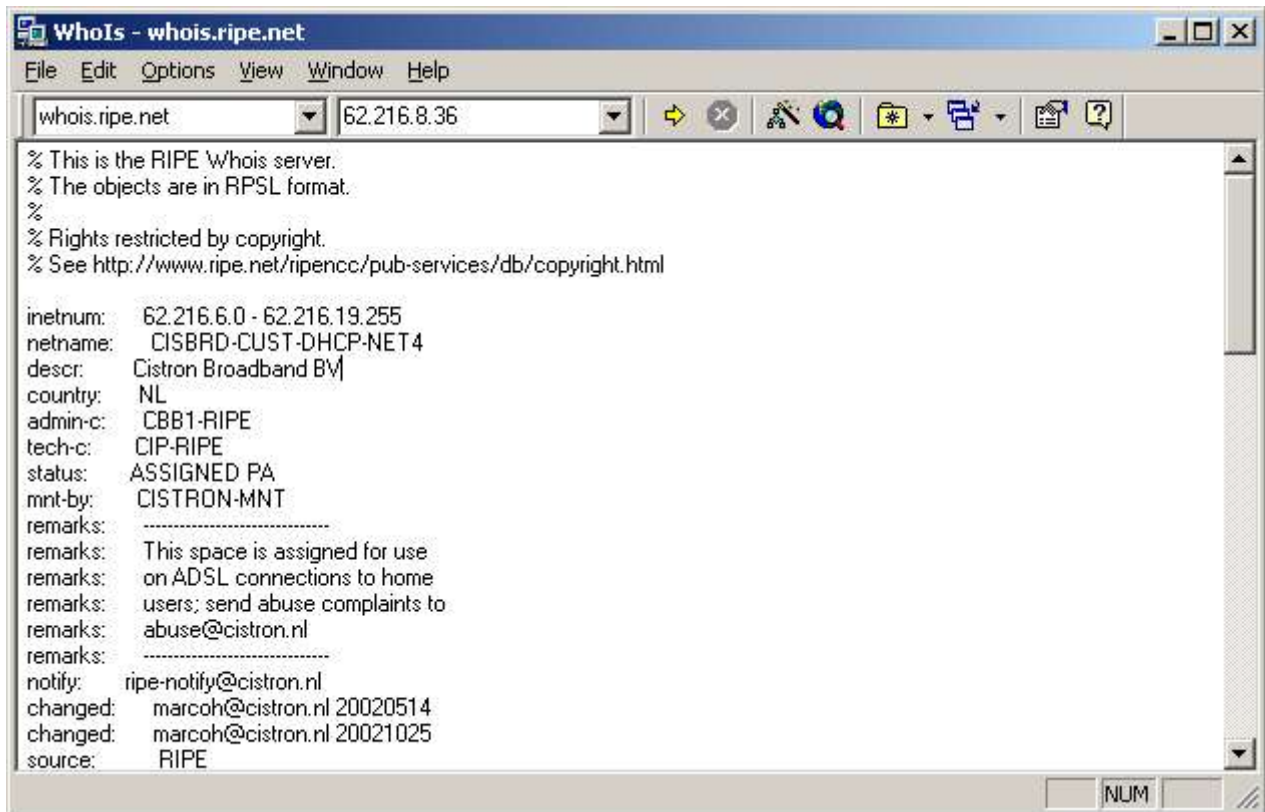 WhoIs - whois.ripe.net
File Edit Options View Window Help
whois.ripe.net 62.216.8.36
% This is the RIPE Whois server.
% The objects are in RPSL format.
%
% Rights restricted by copyright.
% See http://www.ripe.net/ripencc/pub-services/db/copyright.html
inetnum: 62.216.6.0 - 62.216.19.255
netname: CISBRD-CUST-DHCP-NET4
descr: Cistron Broadband BV
country: NL
admin-c: CBB1-RIPE
tech-c: CIP-RIPE
status: ASSIGNED PA
mnt-by: CISTRON-MNT
remarks: -------------------------------
remarks: This space is assigned for use
remarks: on ADSL connections to home
remarks: users; send abuse complaints to
remarks: abuse@cistron.nl
remarks: -------------------------------
notify: ripe-notify@cistron.nl
changed: marcoh@cistron.nl 20020514
changed: marcoh@cistron.nl 20021025
source: RIPE
NUM